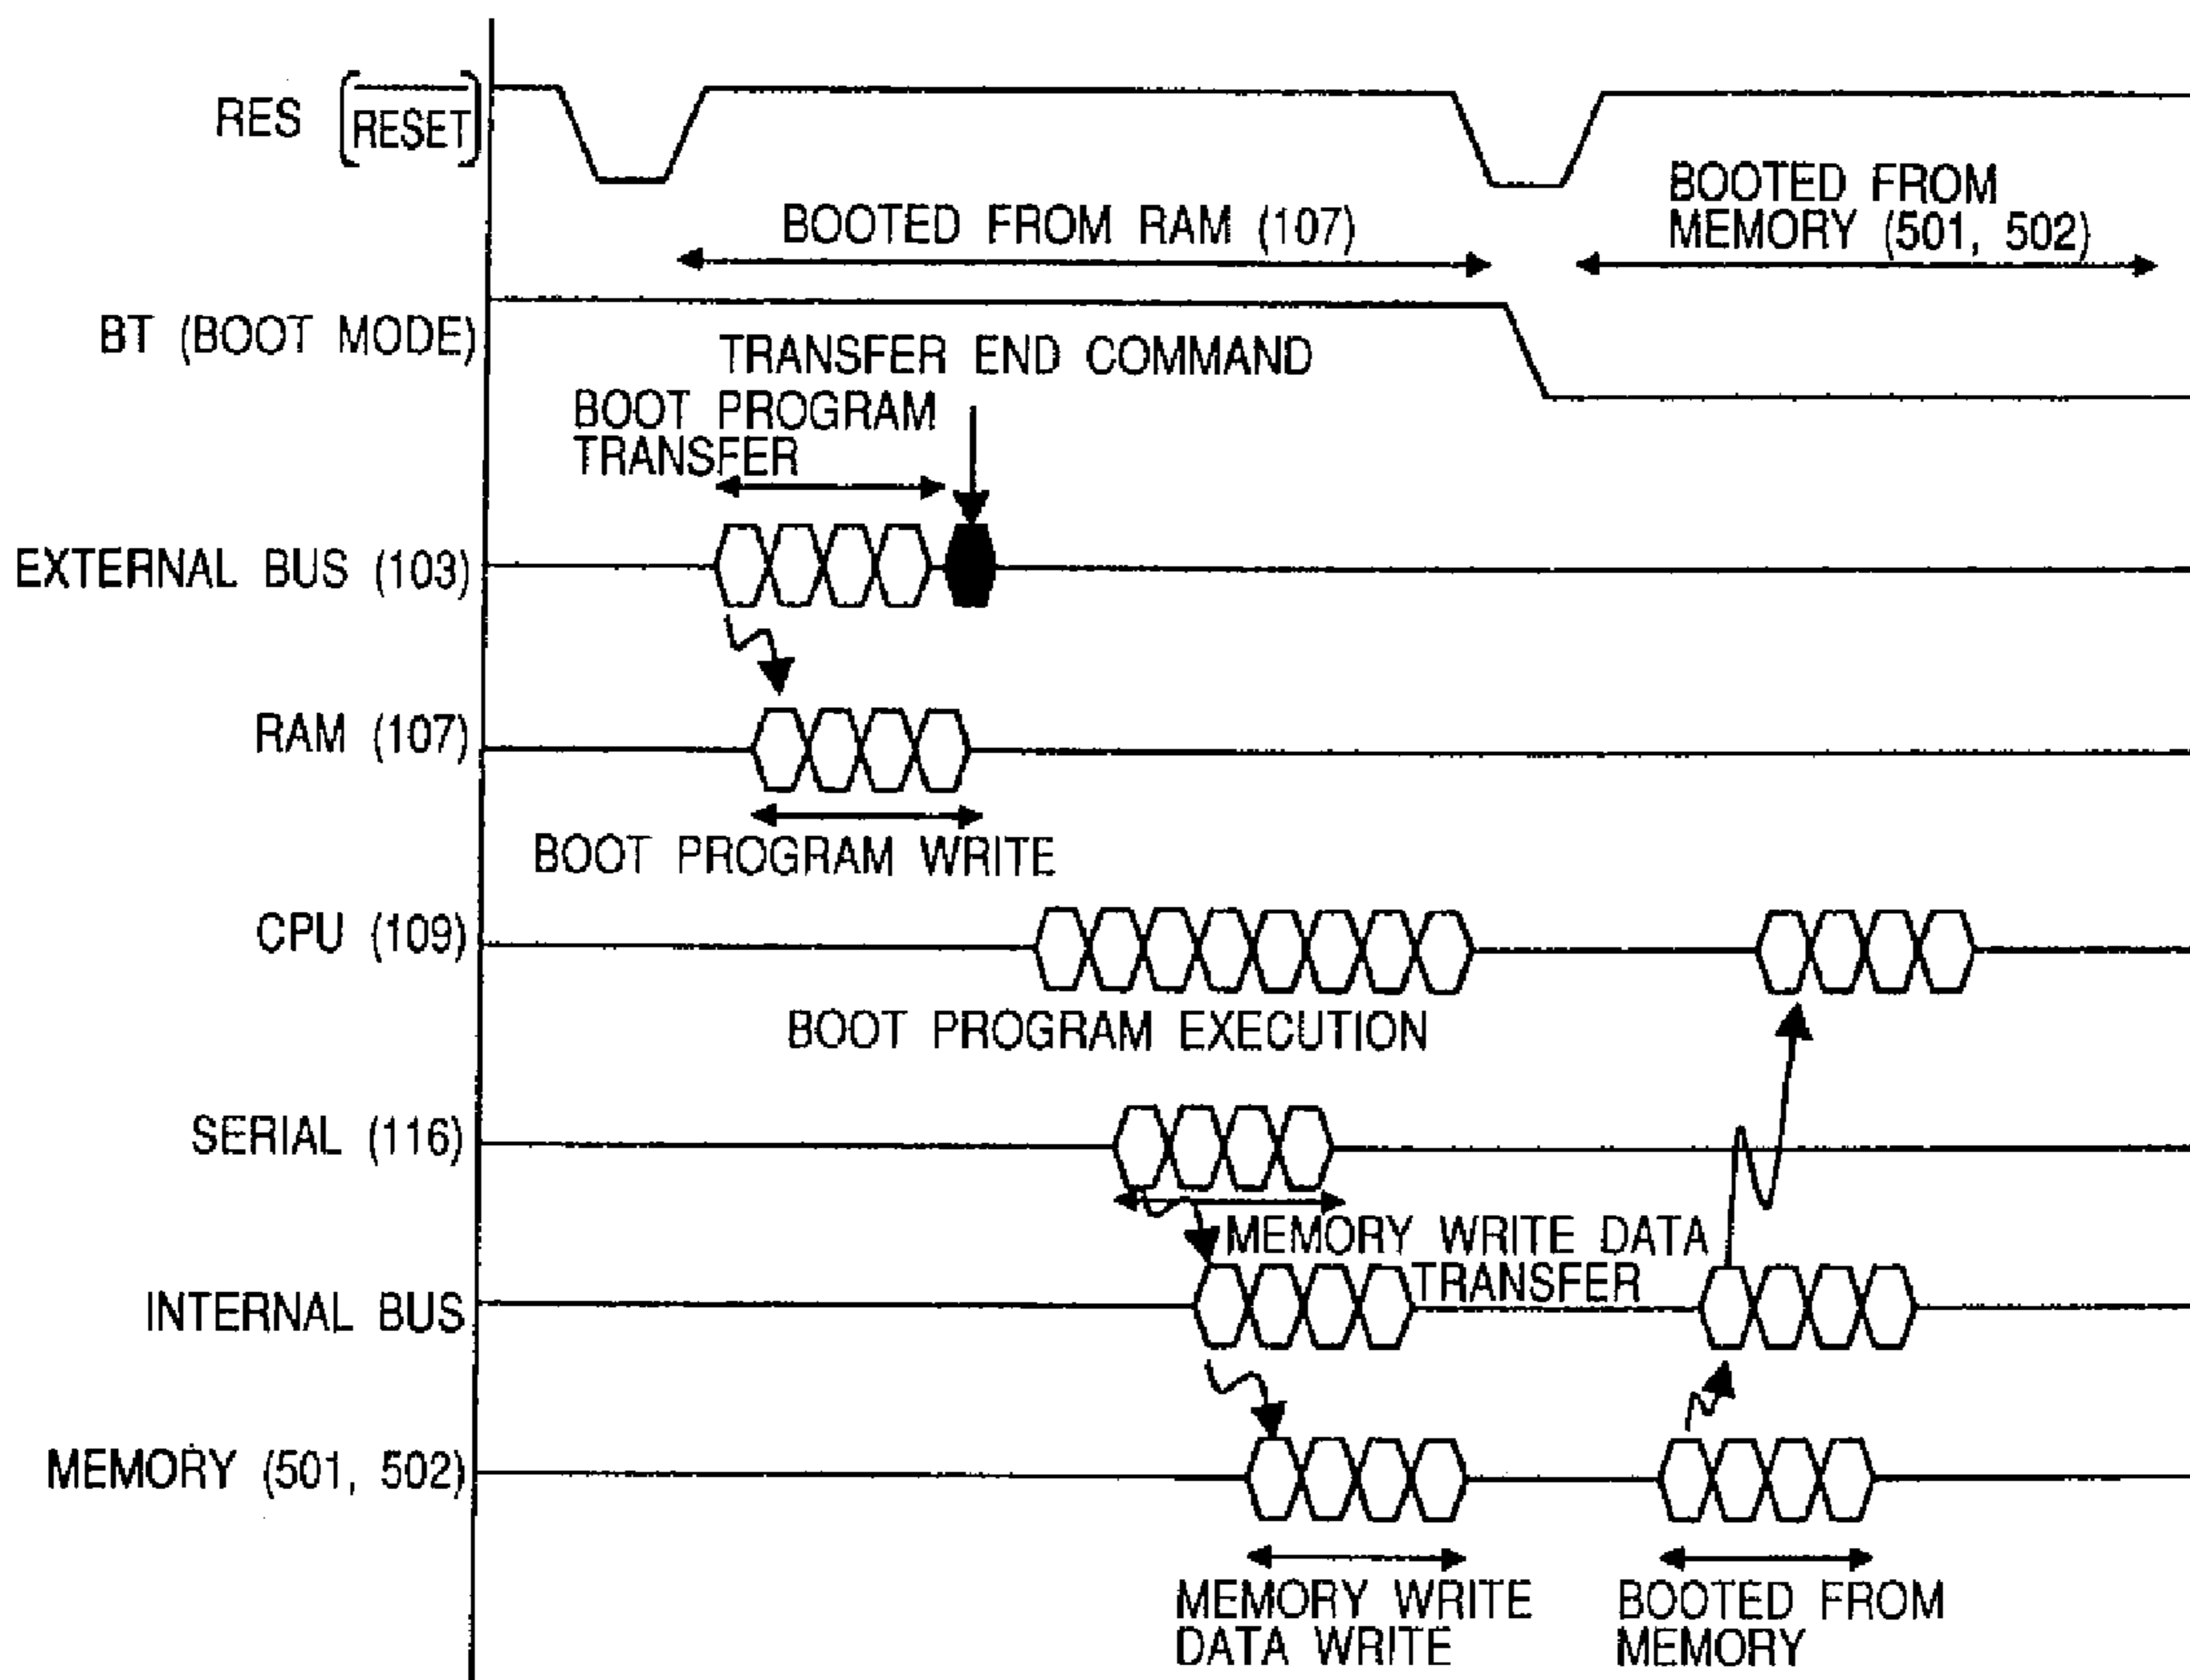 RES (RESET)
BOOTED FROM RAM (107)
BOOTED FROM
MEMORY (501, 502)
BT (BOOT MODE)
TRANSFER END COMMAND
BOOT PROGRAM
TRANSFER
EXTERNAL BUS (103)
RAM (107)
BOOT PROGRAM WRITE
CPU (109)
BOOT PROGRAM EXECUTION
SERIAL (116)
MEMORY WRITE DATA
TRANSFER
INTERNAL BUS
MEMORY (501, 502)
MEMORY WRITE
DATA WRITE
BOOTED FROM
MEMORY